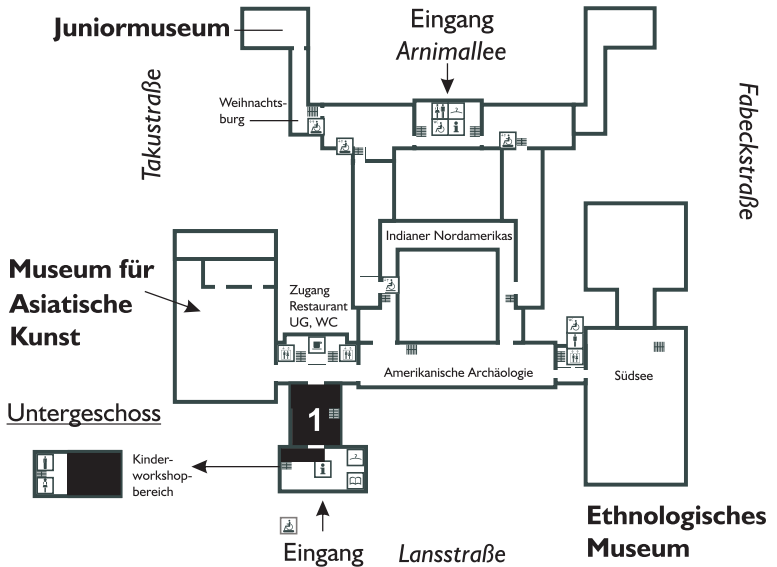 Juniormuseum
Eingang
Arnimallee
Takustraße
Fabeckstraße
Weihnachts-
burg
Indianer Nordamerikas
Museum für
Asiatische
Kunst
Zugang
Restaurant
UG, WC
Amerikanische Archäologie
Südsee
Untergeschoss
1
Kinder-
workshop-
bereich
Ethnologisches
Museum
Eingang
Lansstraße